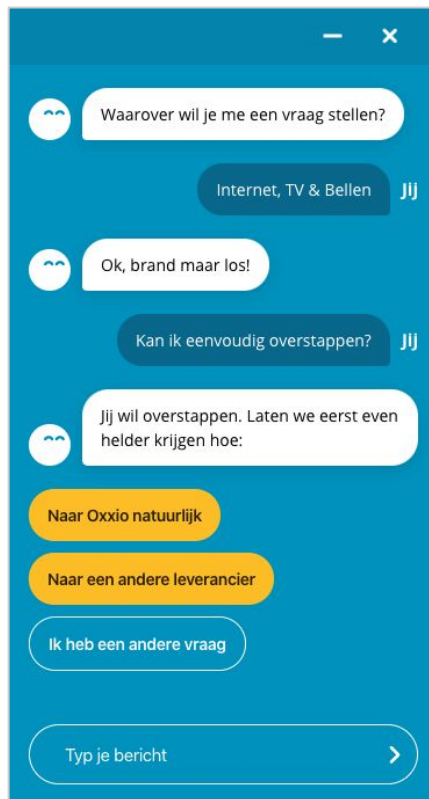 Waarover wil je me een vraag stellen?
Internet, TV & Bellen
Jij
Ok, brand maar los!
Kan ik eenvoudig overstappen?
Jij
Jij wil overstappen. Laten we eerst even
helder krijgen hoe:
Naar Oxxio natuurlijk
Naar een andere leverancier
Ik heb een andere vraag
Typ je bericht